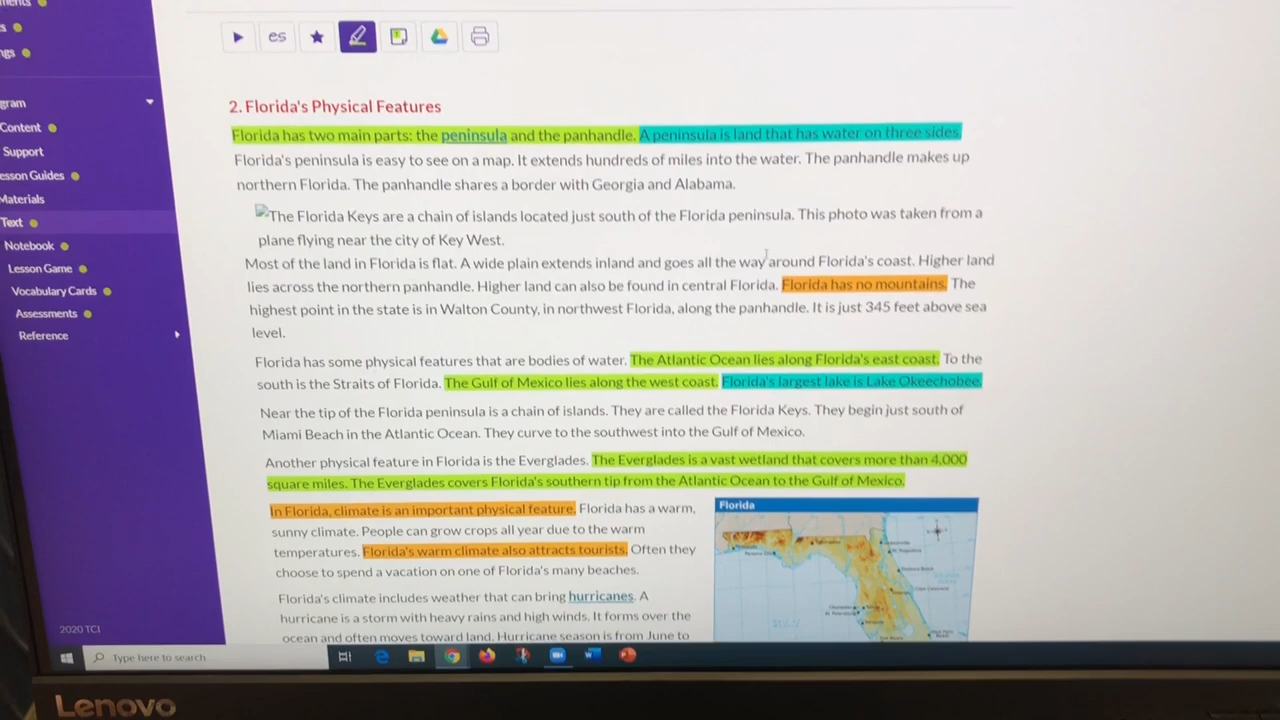 ngs
gram
Content
Support
esson Guides
Materials
Text
Notebook
Lesson Game
Vocabulary Cards
Assessments
Reference
2020 TCI
es
2. Florida's Physical Features
Florida has two main parts: the peninsula and the panhandle. A peninsula is land that has water on three sides.
Florida's peninsula is easy to see on a map. It extends hundreds of miles into the water. The panhandle makes up
northern Florida. The panhandle shares a border with Georgia and Alabama.
The Florida Keys are a chain of islands located just south of the Florida peninsula. This photo was taken from a
plane flying near the city of Key West.
Most of the land in Florida is flat. A wide plain extends inland and goes all the way around Florida's coast. Higher land
lies across the northern panhandle. Higher land can also be found in central Florida. Florida has no mountains. The
highest point in the state is in Walton County, in northwest Florida, along the panhandle. It is just 345 feet above sea
level.
Florida has some physical features that are bodies of water. The Atlantic Ocean lies along Florida's east coast. To the
south is the Straits of Florida. The Gulf of Mexico lies along the west coast. Florida's largest lake is Lake Okeechobee.
Near the tip of the Florida peninsula is a chain of islands. They are called the Florida Keys. They begin just south of
Miami Beach in the Atlantic Ocean. They curve to the southwest into the Gulf of Mexico.
Another physical feature in Florida is the Everglades. The Everglades is a vast wetland that covers more than 4,000
square miles. The Everglades covers Florida's southern tip from the Atlantic Ocean to the Gulf of Mexico.
In Florida, climate is an important physical feature. Florida has a warm,
sunny climate. People can grow crops all year due to the warm
temperatures. Florida's warm climate also attracts tourists. Often they
choose to spend a vacation on one of Florida's many beaches.
Florida's climate includes weather that can bring hurricanes. A
hurricane is a storm with heavy rains and high winds. It forms over the
ocean and often moves toward land. Hurricane season is from June to
Florida
Type here to search
Lenovo